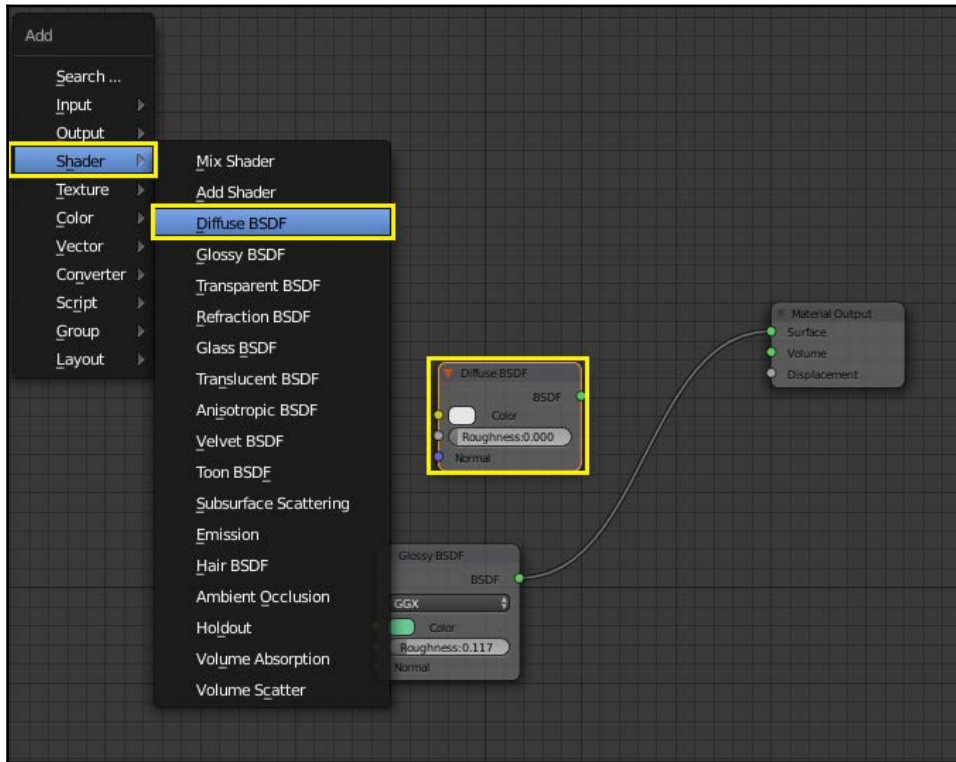 Add
Search ...
Input
Output
Shader
Texture
Color
Vector
Converter
Script
Group
Layout
Mix Shader
Add Shader
Diffuse BSDF
Glossy BSDF
Transparent BSDF
Refraction BSDF
Glass BSDF
Translucent BSDF
Anisotropic BSDF
Velvet BSDF
Toon BSDF
Subsurface Scattering
Emission
Hair BSDF
Ambient Occlusion
Holdout
Volume Absorption
Volume Scatter
Diffuse BSDF
BSDF
Color
Roughness:0.000
Normal
Glossy BSDF
BSDF
GGX
Color
Roughness:0.117
Normal
Material Output
Surface
Volume
Displacement